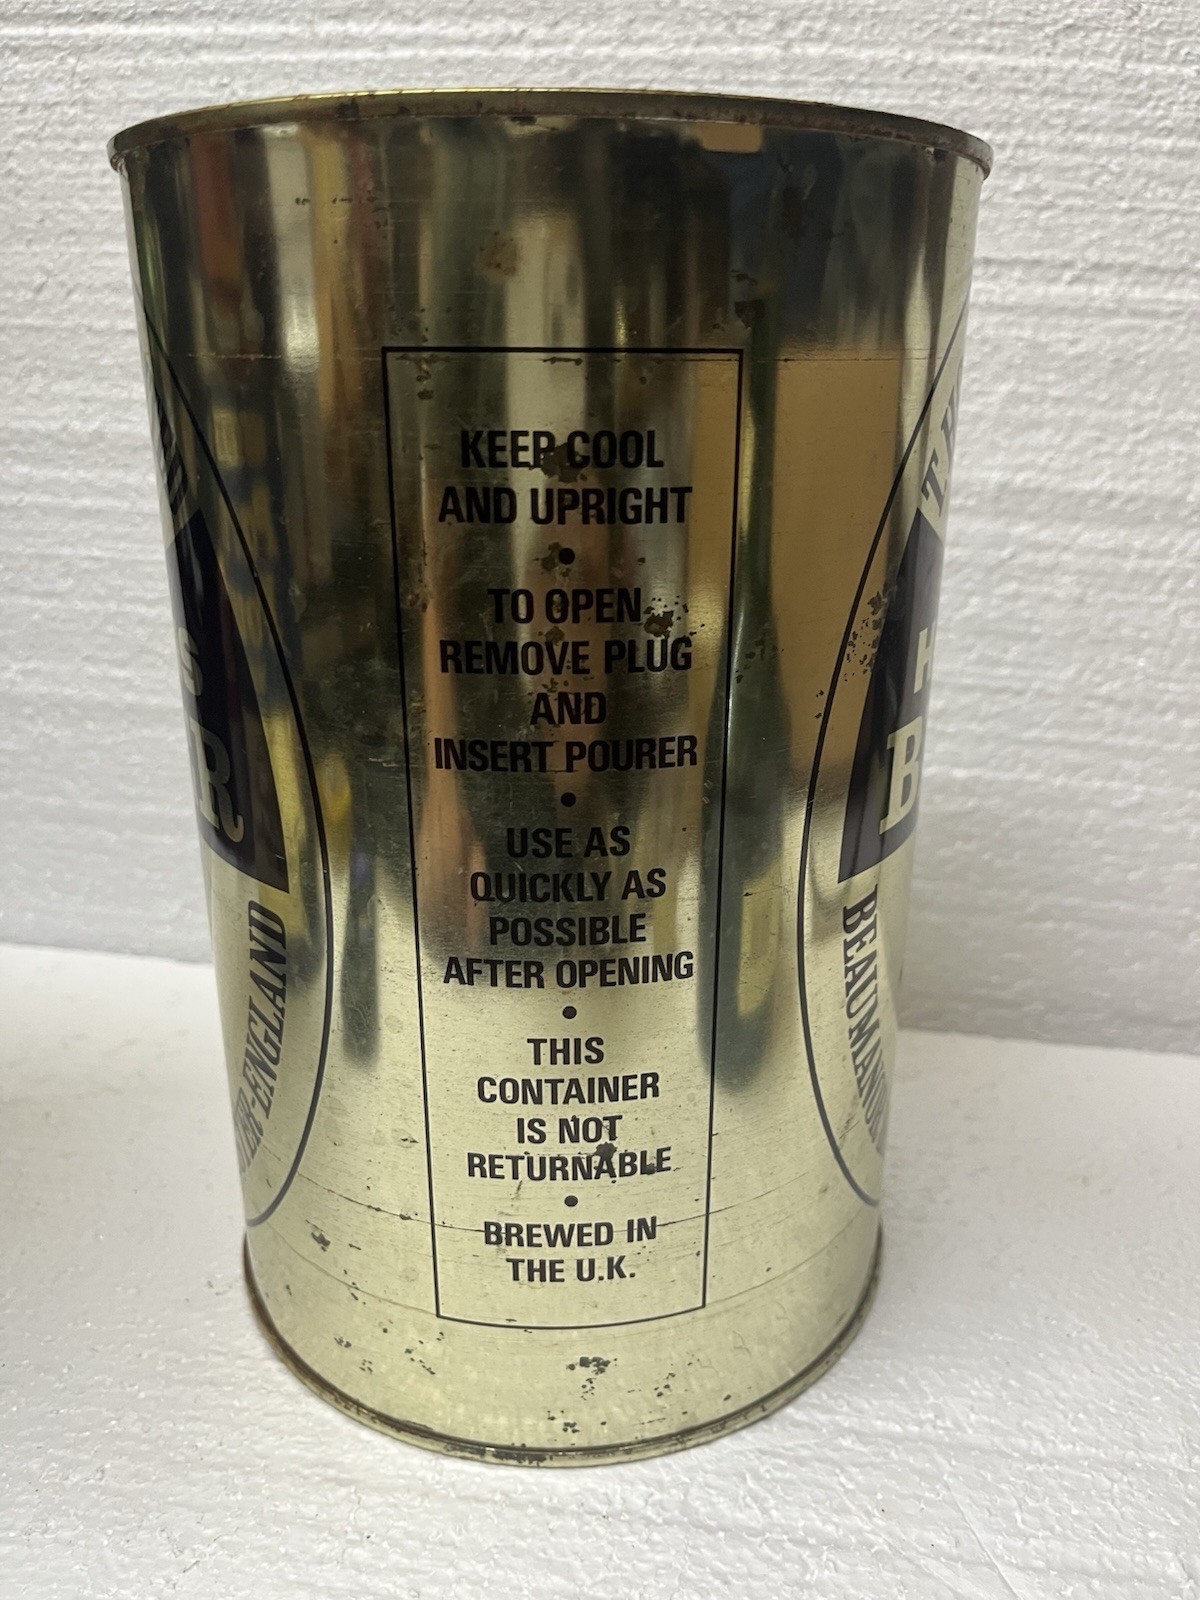 KEEP COOL
AND UPRIGHT
•
TO OPEN
REMOVE PLUG
AND
INSERT POURER
•
USE AS
QUICKLY AS
POSSIBLE
AFTER OPENING
•
THIS
CONTAINER
IS NOT
RETURNABLE
•
BREWED IN
THE U.K.
S
R
ENGLAND
H
B